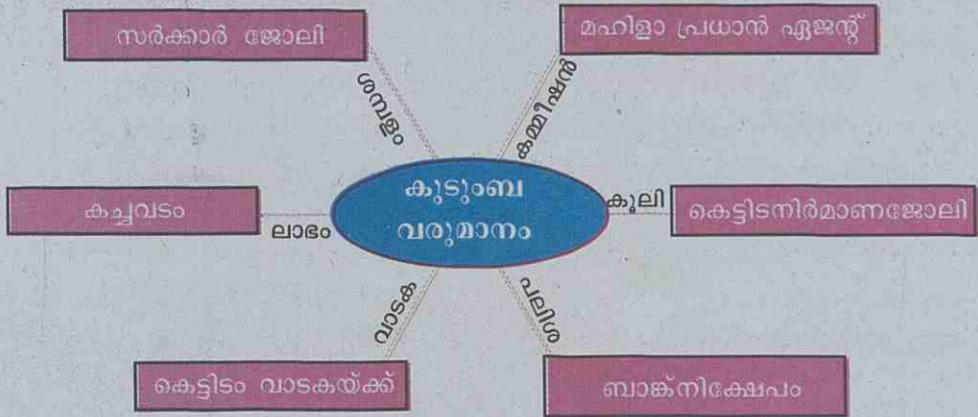 സർക്കാർ ജോലി
മഹിളാ പ്രധാൻ ഏജന്റ്
ശമ്പളം
കമ്മീഷൻ
കച്ചവടം
ലാഭം
കുടുംബ
വരുമാനം
കൂലി
കെട്ടിടനിർമാണജോലി
വാടക
പലിശ
കെട്ടിടം വാടകയ്ക്ക്
ബാങ്ക്നിക്ഷേപം